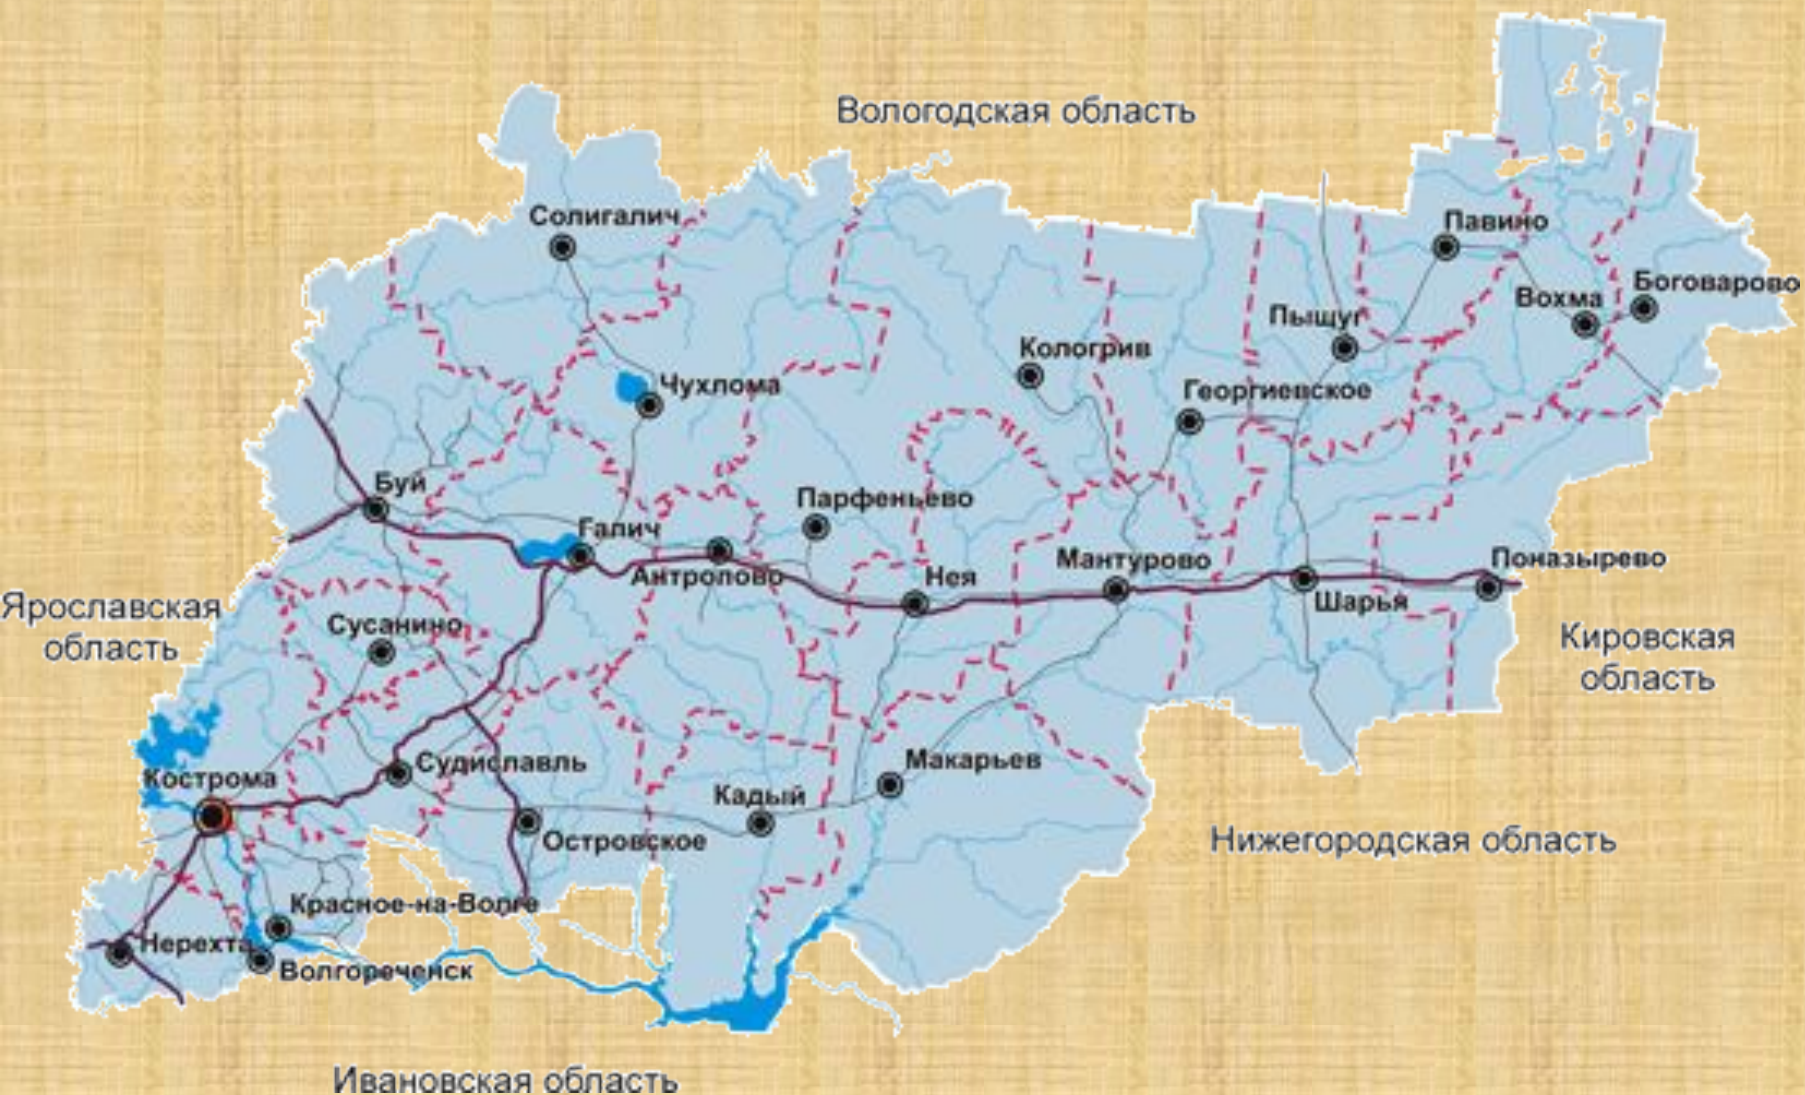 Вологодская область
Солигалич
Павино
Боговарово
Вохма
Пыщуг
Кологрив
Чухлома
Георгиевское
Буй
Парфеньево
Галич
Антропово
Нея
Мантурово
Поназырево
Шарья
Ярославская
область
Сусанино
Кировская
область
Кострома
Судиславль
Макарьев
Кадый
Островское
Нижегородская область
Красное-на-Волге
Нерехта
Волгореченск
Ивановская область